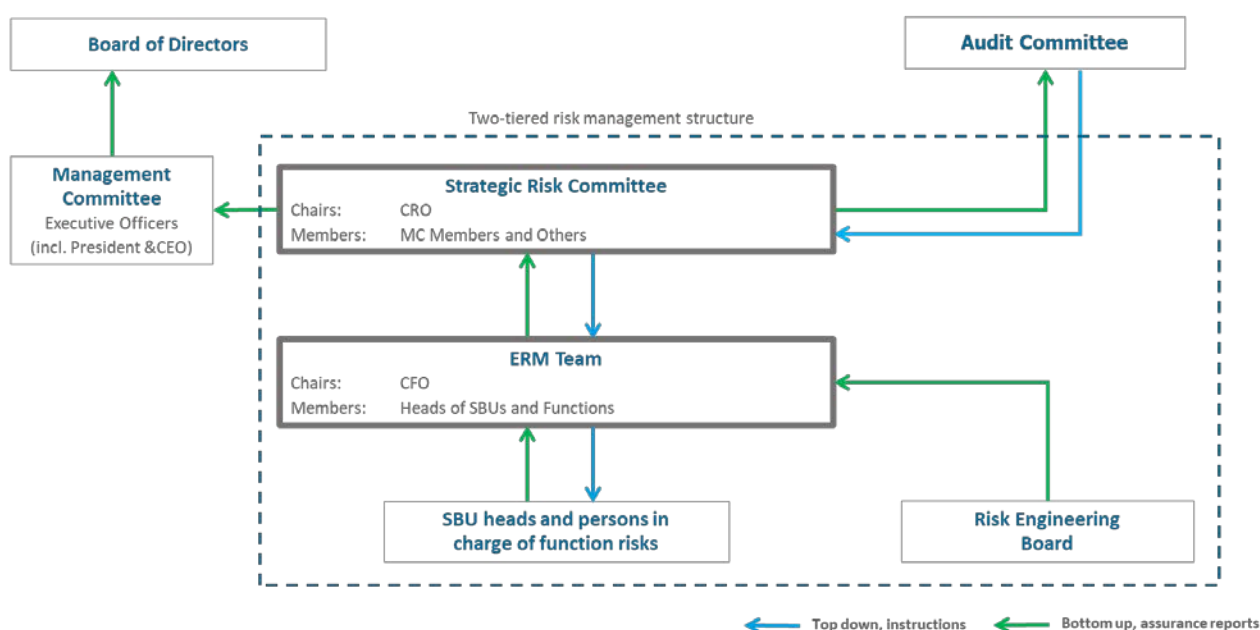 Board of Directors
Audit Committee
Two-tiered risk management structure
Management
Committee
Executive Officers
(incl. President &CEO)
Strategic Risk Committee
Chairs: CRO
Members: MC Members and Others
ERM Team
Chairs: CFO
Members: Heads of SBUs and Functions
SBU heads and persons in
charge of function risks
Risk Engineering
Board
Top down, instructions
Bottom up, assurance reports